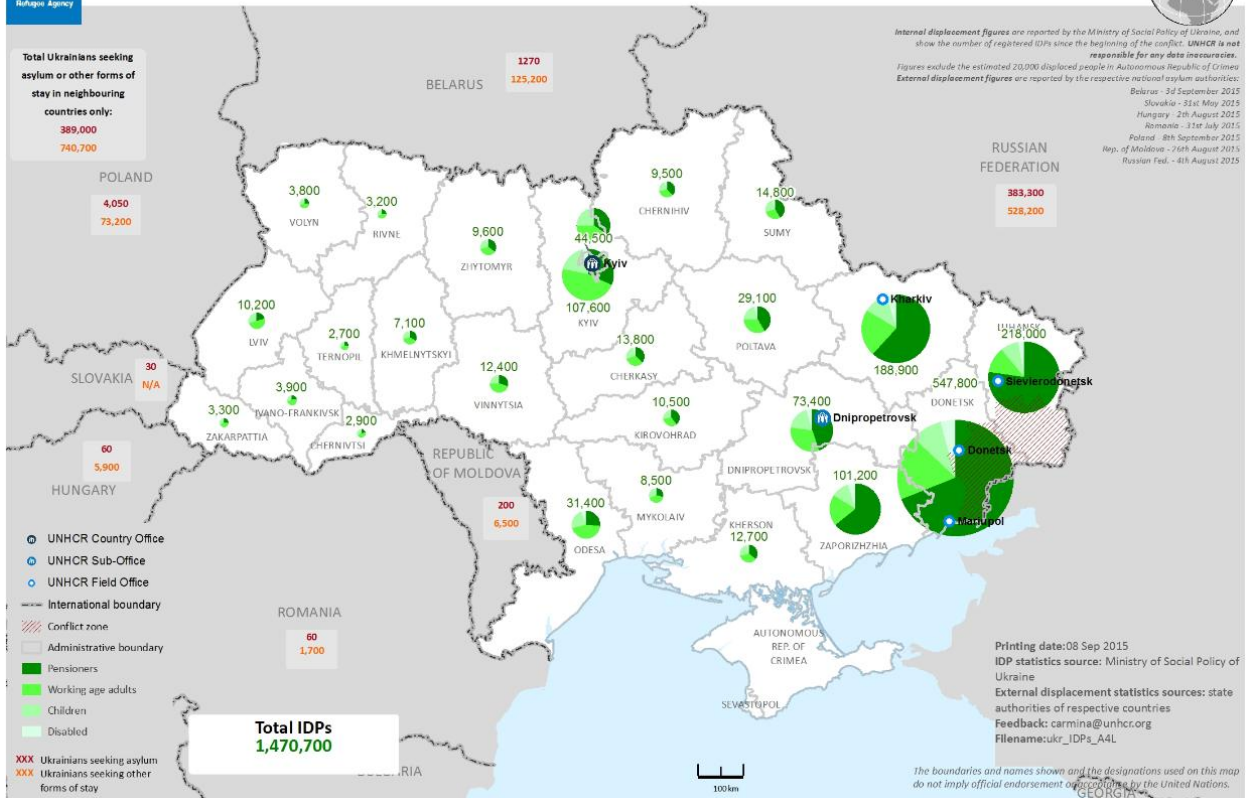 Refugee Agency
Total Ukrainians seeking
asylum or other forms of
stay in neighbouring
countries only:
389,000
740,700
Internal displacement figures are reported by the Ministry of Social Policy of Ukraine, and
show the number of registered IDPs since the beginning of the conflict. UNHCR is not
responsible for any data inaccuracies.
Figures exclude the estimated 20,000 displaced people in Autonomous Republic of Crimea
External displacement figures are reported by the respective national asylum authorities:
Belarus - 3d September 2015
Slovakia - 31st May 2015
Hungary - 2th August 2015
Romania - 31st July 2015
Poland - 8th September 2015
Rep. of Moldova - 26th August 2015
Russian Fed. - 4th August 2015
BELARUS
1270
125,200
RUSSIAN
FEDERATION
383,300
528,200
POLAND
4,050
73,200
3,800
VOLYN
3,200
RIVNE
9,600
ZHYTOMYR
44,500
Kyiv
107,600
KYIV
9,500
CHERNIHIV
14,800
SUMY
10,200
LVIV
2,700
TERNOPIL
7,100
KHMELNYTSKYI
12,400
VINNYTSIA
13,800
CHERKASY
29,100
POLTAVA
Kharkiv
188,900
LUHANSK
218,000
Sievierodonetsk
SLOVAKIA
30
N/A
3,900
IVANO-FRANKIVSK
3,300
ZAKARPATTIA
2,900
CHERNIVTSI
10,500
KIROVOHRAD
73,400
Dnipropetrovsk
DNIPROPETROVSK
547,800
DONETSK
Donetsk
Mariupol
HUNGARY
60
5,900
REPUBLIC
OF MOLDOVA
200
6,500
31,400
ODESA
8,500
MYKOLAIV
KHERSON
12,700
101,200
ZAPORIZHZHIA
ROMANIA
60
1,700
AUTONOMOUS
REP. OF
CRIMEA
SEVASTOPOL
UNHCR Country Office
UNHCR Sub-Office
UNHCR Field Office
International boundary
Conflict zone
Administrative boundary
Pensioners
Working age adults
Children
Disabled
XXX Ukrainians seeking asylum
XXX Ukrainians seeking other
forms of stay
Total IDPs
1,470,700
BULGARIA
100 km
Printing date:08 Sep 2015
IDP statistics source: Ministry of Social Policy of
Ukraine
External displacement statistics sources: state
authorities of respective countries
Feedback: carmina@unhcr.org
Filename:ukr_IDPs_A4L
The boundaries and names shown and the designations used on this map
do not imply official endorsement or acceptance by the United Nations.
GEORGIA